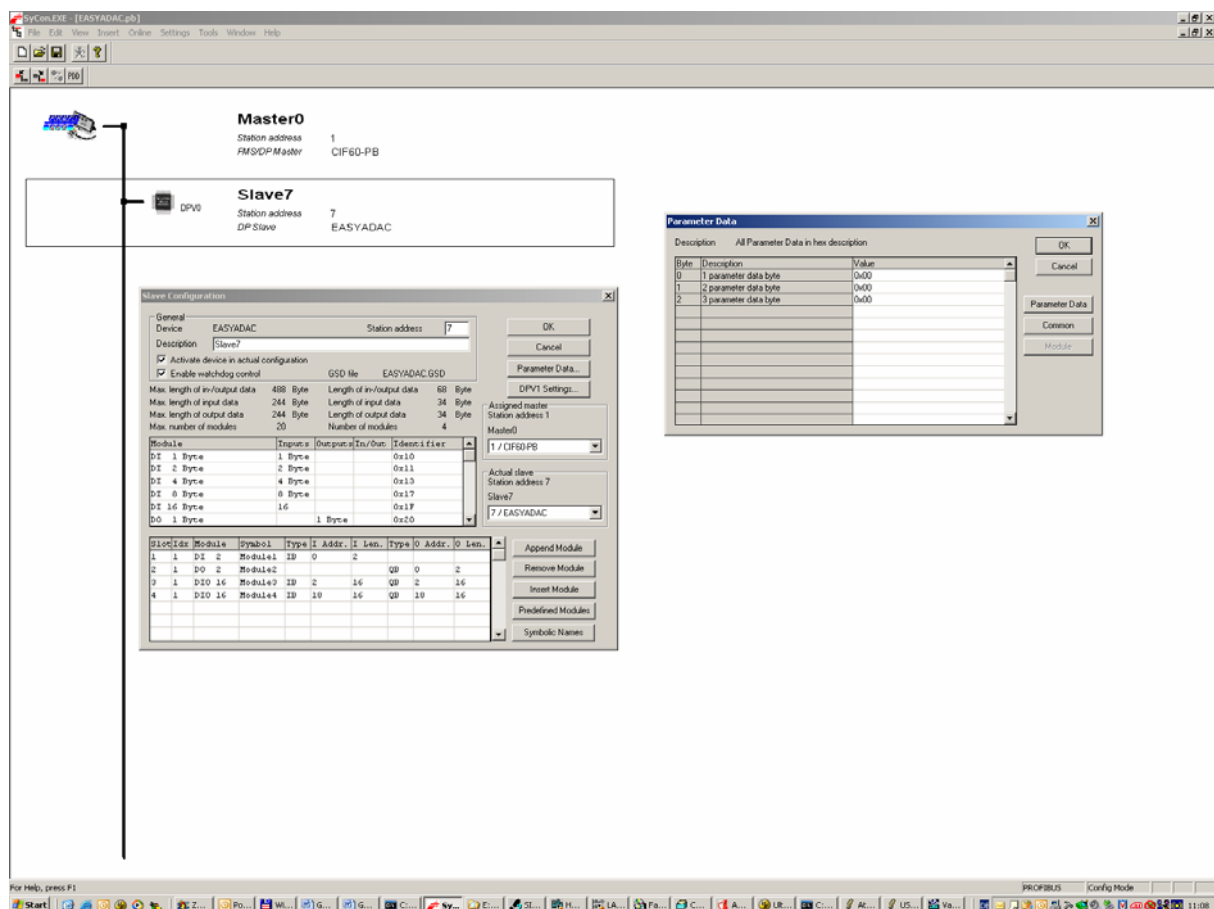 SyCon.EXE - [EASYADAC.pb]
File Edit View Insert Online Settings Tools Window Help
PDD
Master0
Station address 1
FMS/DP Master CIF60-PB
DPV0
Slave7
Station address 7
DP Slave EASYADAC
Slave Configuration
General
Device EASYADAC Station address 7
Description Slave7
Activate device in actual configuration
Enable watchdog control GSD file EASYADAC.GSD
Max. length of in-/output data 488 Byte Length of in-/output data 68 Byte
Max. length of input data 244 Byte Length of input data 34 Byte
Max. length of output data 244 Byte Length of output data 34 Byte
Max. number of modules 20 Number of modules 4
Module Inputs Outputs In/Out Identifier
DI 1 Byte 1 Byte 0x10
DI 2 Byte 2 Byte 0x11
DI 4 Byte 4 Byte 0x13
DI 8 Byte 8 Byte 0x17
DI 16 Byte 16 0x1F
DO 1 Byte 1 Byte 0x20
Slot Idx Module Symbol Type I Addr. I Len. Type O Addr. O Len.
1 1 DI 2 Module1 IB 0 2
2 1 DO 2 Module2 QB 0 2
3 1 DIO 16 Module3 IB 2 16 QB 2 16
4 1 DIO 16 Module4 IB 18 16 QB 18 16
OK
Cancel
Parameter Data...
DPV1 Settings...
Assigned master
Station address 1
Master0
1 / CIF60-PB
Actual slave
Station address 7
Slave7
7 / EASYADAC
Append Module
Remove Module
Insert Module
Predefined Modules
Symbolic Names
Parameter Data
Description All Parameter Data in hex description
Byte Description Value
0 1 parameter data byte 0x00
1 2 parameter data byte 0x00
2 3 parameter data byte 0x00
OK
Cancel
Parameter Data
Common
Module
For Help, press F1
PROFIBUS Config Mode
Start Z... Po... Wi... G... G... C:... Sy... E:... SI... H... LA... Fa... C... A... Ult... C:... At... US... Va... 11:08